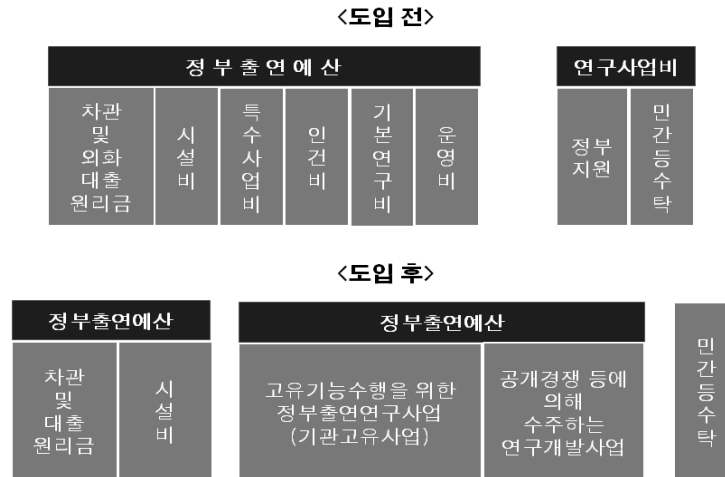 <도입 전>
정 부 출 연 예 산
연구사업비
차관
및
외화
대출
원리금
시
설
비
특
수
사
업
비
인
건
비
기
본
연
구
비
운
영
비
정부
지원
민
간
등
수
탁
<도입 후>
정부출연예산
정부출연예산
차관
및
대출
원리금
시
설
비
고유기능수행을 위한
정부출연연구사업
(기관고유사업)
공개경쟁 등에
의해
수주하는
연구개발사업
민
간
등
수
탁